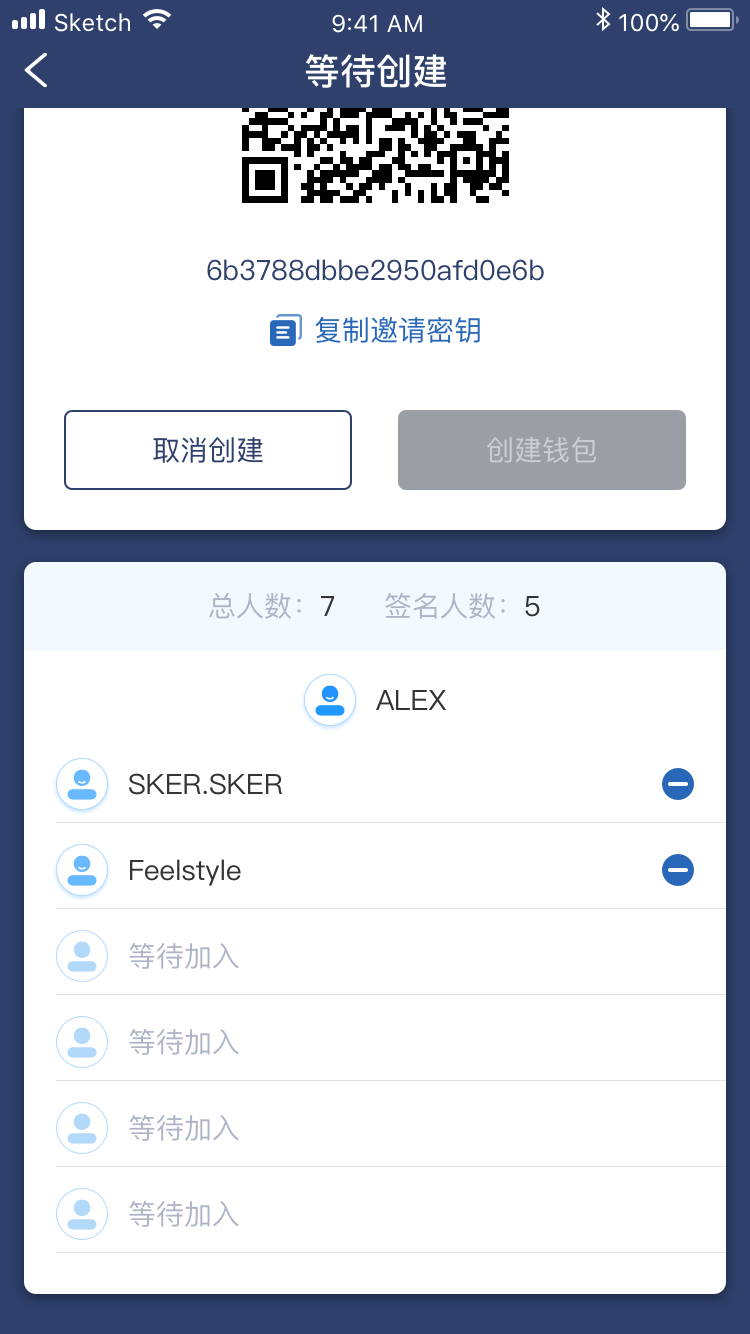 Sketch 9:41 AM 100%
等待创建
6b3788dbbe2950afd0e6b
复制邀请密钥
取消创建 创建钱包
总人数：7 签名人数：5
ALEX
SKER.SKER
Feelstyle
等待加入
等待加入
等待加入
等待加入